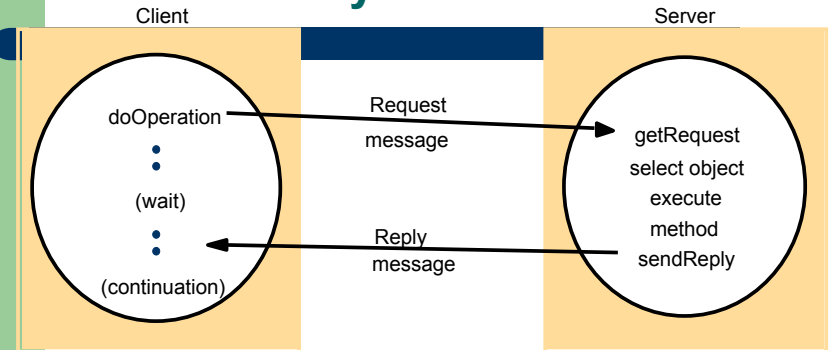 Client
Server
doOperation
(wait)
(continuation)
Request
message
Reply
message
getRequest
select object
execute
method
sendReply